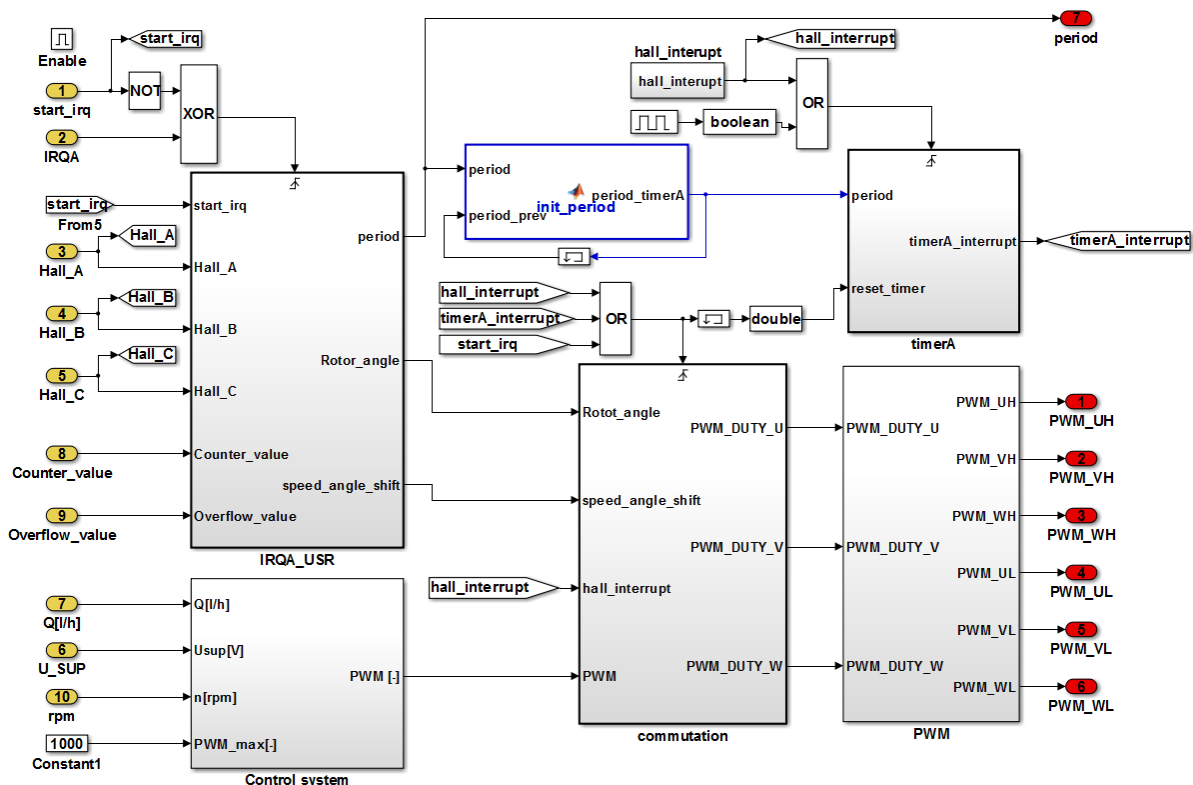 start_irq
Enable
1
start_irq
NOT
XOR
2
IRQA
7
period
hall_interrupt
hall_interupt
hall_interupt
OR
boolean
start_irq
From5
Hall_A
3
Hall_A
Hall_B
4
Hall_B
Hall_C
5
Hall_C
8
Counter_value
9
Overflow_value
start_irq
Hall_A
Hall_B
Hall_C
Counter_value
Overflow_value
period
Rotor_angle
speed_angle_shift
IRQA_USR
period
period_prev
period_timerA
init_period
period
timerA_interrupt
reset_timer
timerA
timerA_interrupt
hall_interrupt
timerA_interrupt
start_irq
OR
double
Rotot_angle
speed_angle_shift
hall_interrupt
hall_interrupt
PWM
PWM_DUTY_U
PWM_DUTY_V
PWM_DUTY_W
commutation
PWM_DUTY_U
PWM_DUTY_V
PWM_DUTY_W
PWM_UH
PWM_VH
PWM_WH
PWM_UL
PWM_VL
PWM_WL
PWM
1
PWM_UH
2
PWM_VH
3
PWM_WH
4
PWM_UL
5
PWM_VL
6
PWM_WL
7
Q[l/h]
6
U_SUP
10
rpm
1000
Constant1
Q[l/h]
Usup[V]
n[rpm]
PWM_max[-]
PWM [-]
Control system